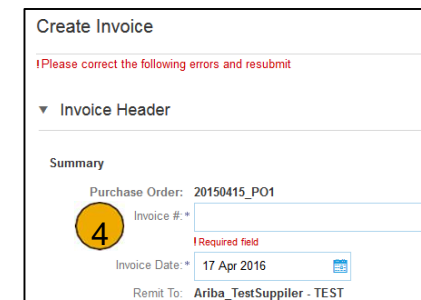 Create Invoice
!Please correct the following errors and resubmit
▼ Invoice Header
Summary
Purchase Order: 20150415_PO1
4
Invoice #:*
! Required field
Invoice Date:* 17 Apr 2016
Remit To: Ariba_TestSuppiler - TEST